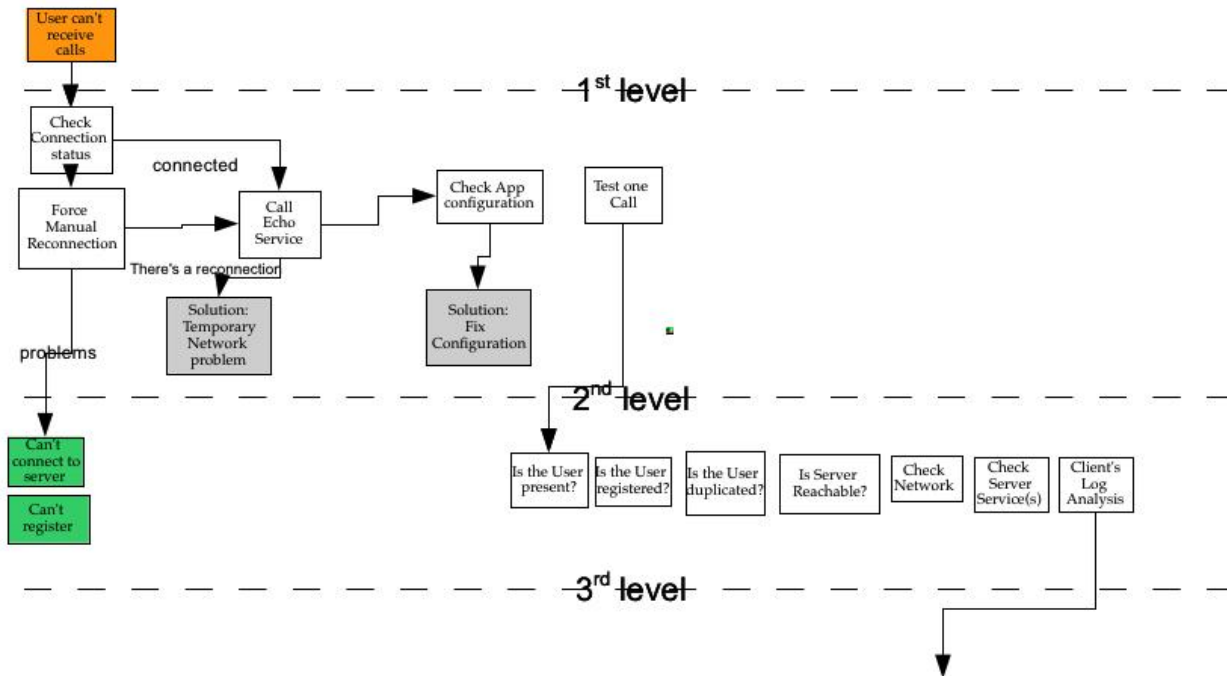 User can't
receive
calls
1st level
Check
Connection
status
connected
Force
Manual
Reconnection
Call
Echo
Service
Check App
configuration
Test one
Call
There's a reconnection
Solution:
Temporary
Network
problem
Solution:
Fix
Configuration
problems
2nd level
Can't
connect to
server
Can't
register
Is the User
present?
Is the User
registered?
Is the User
duplicated?
Is Server
Reachable?
Check
Network
Check
Server
Service(s)
Client's
Log
Analysis
3rd level